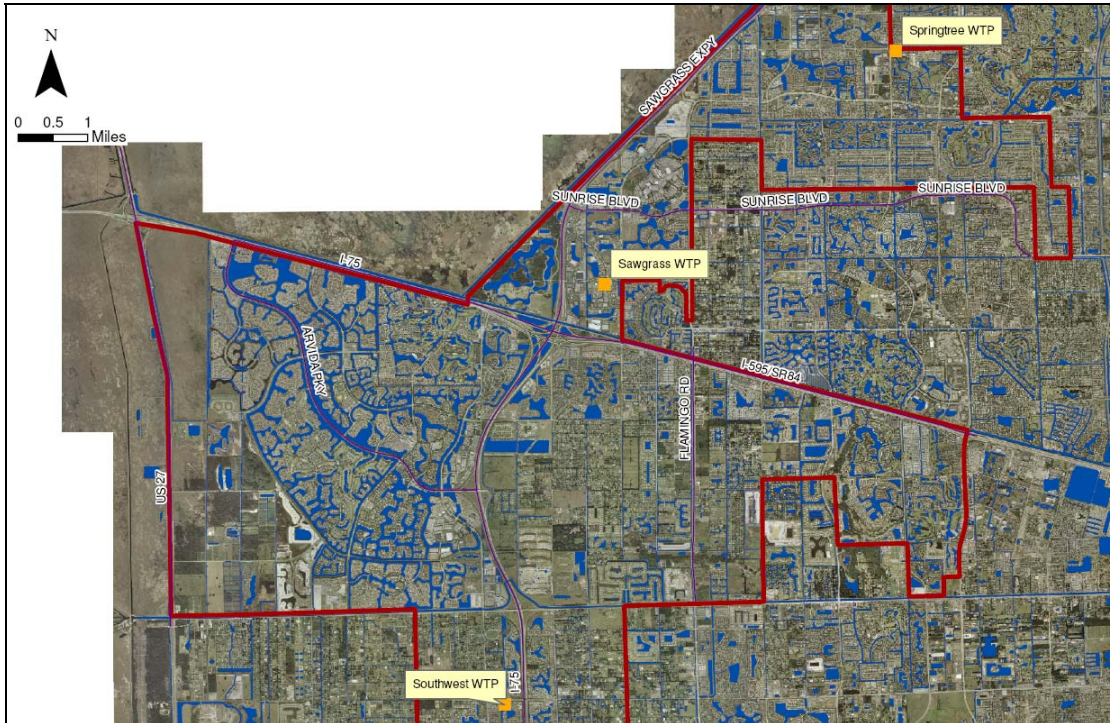 Springtree WTP
N
SAWGRASS EXPY
0 0.5 1
Miles
SUNRISE BLVD
SUNRISE BLVD
SUNRISE BLVD
Sawgrass WTP
I-75
ARVIDA PKY
I-595/SR84
FLAMINGO RD
US 27
Southwest WTP
I-75